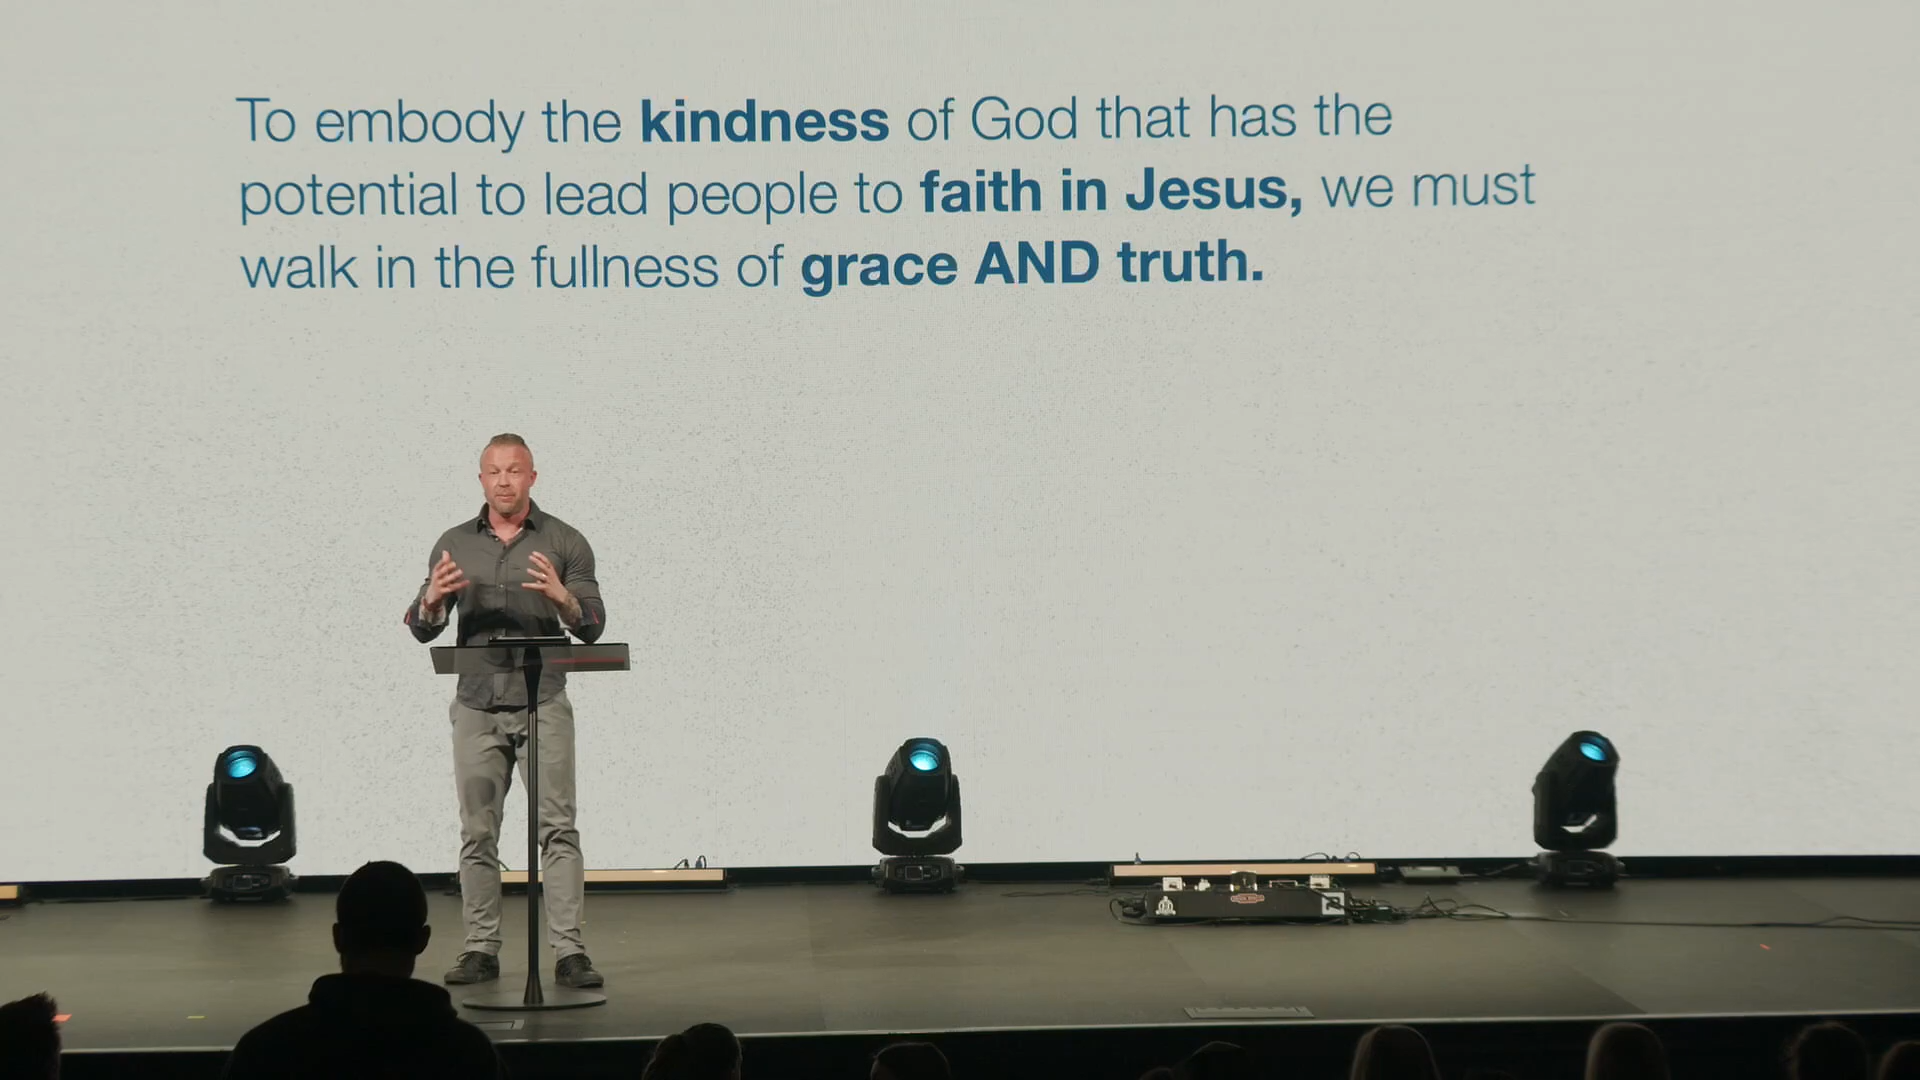 To embody the kindness of God that has the
potential to lead people to faith in Jesus, we must
walk in the fullness of grace AND truth.